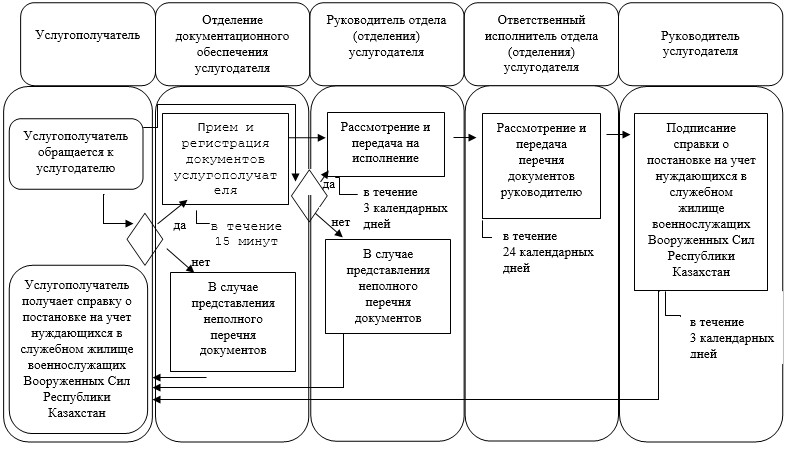 Услугополучатель
Отделение
документационного
обеспечения
услугодателя
Руководитель отдела
(отделения)
услугодателя
Ответственный
исполнитель отдела
(отделения)
услугодателя
Руководитель
услугодателя
Услугополучатель
обращается к
услугодателю
Прием и
регистрация
документов
услугополучат
еля
Рассмотрение и
передача на
исполнение
Рассмотрение и
передача
перечня
документов
руководителю
Подписание
справки о
постановке на учет
нуждающихся в
служебном
жилище
военнослужащих
Вооруженных Сил
Республики
Казахстан
да
в течение
15 минут
нет
да
в течение
3 календарных
дней
нет
в течение
24 календарных
дней
В случае
представления
неполного
перечня
документов
В случае
представления
неполного
перечня
документов
Услугополучатель
получает справку о
постановке на учет
нуждающихся в
служебном жилище
военнослужащих
Вооруженных Сил
Республики
Казахстан
в течение
3 календарных
дней